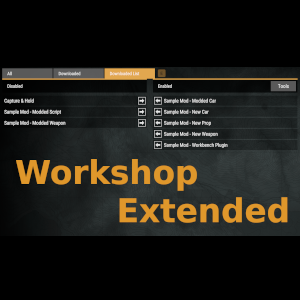 All Downloaded Downloaded List
Disabled
Enabled Tools
Capture & Hold
Sample Mod - Modded Script
Sample Mod - Modded Weapon
Sample Mod - Modded Car
Sample Mod - New Car
Sample Mod - New Prop
Sample Mod - New Weapon
Sample Mod - Workbench Plugin
Workshop
Extended